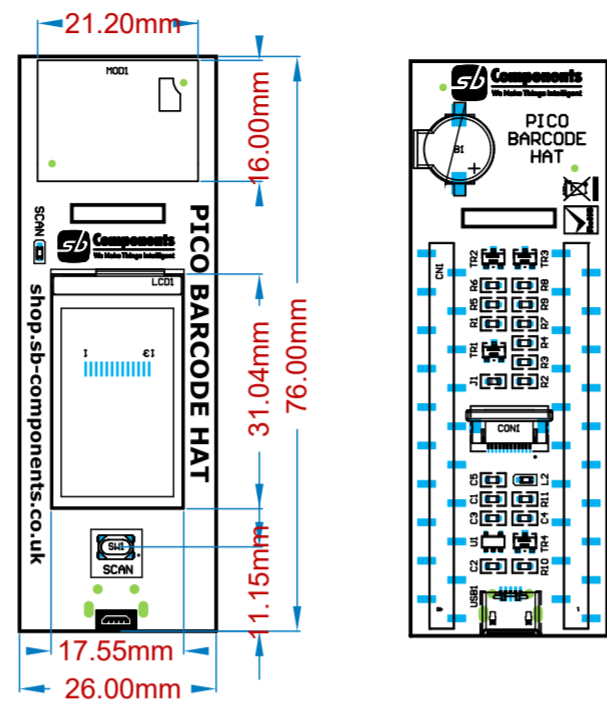 21.20mm
MOD1
16.00mm
SCAN
sb Components
We Make Things Intelligent
PICO BARCODE HAT
shop.sb-components.co.uk
LCD1
1 13
31.04mm
76.00mm
SW1
SCAN
11.15mm
17.55mm
26.00mm
sb Components
We Make Things Intelligent
PICO
BARCODE
HAT
B1
+
CN1
TR2 TR3
R6 R8
R5 R9
R1 R7
TR1 R4
R3
J1 R2
CON1
C5 L2
C1 R11
C3 C4
U1 TR4
C2 R10
USB1
1